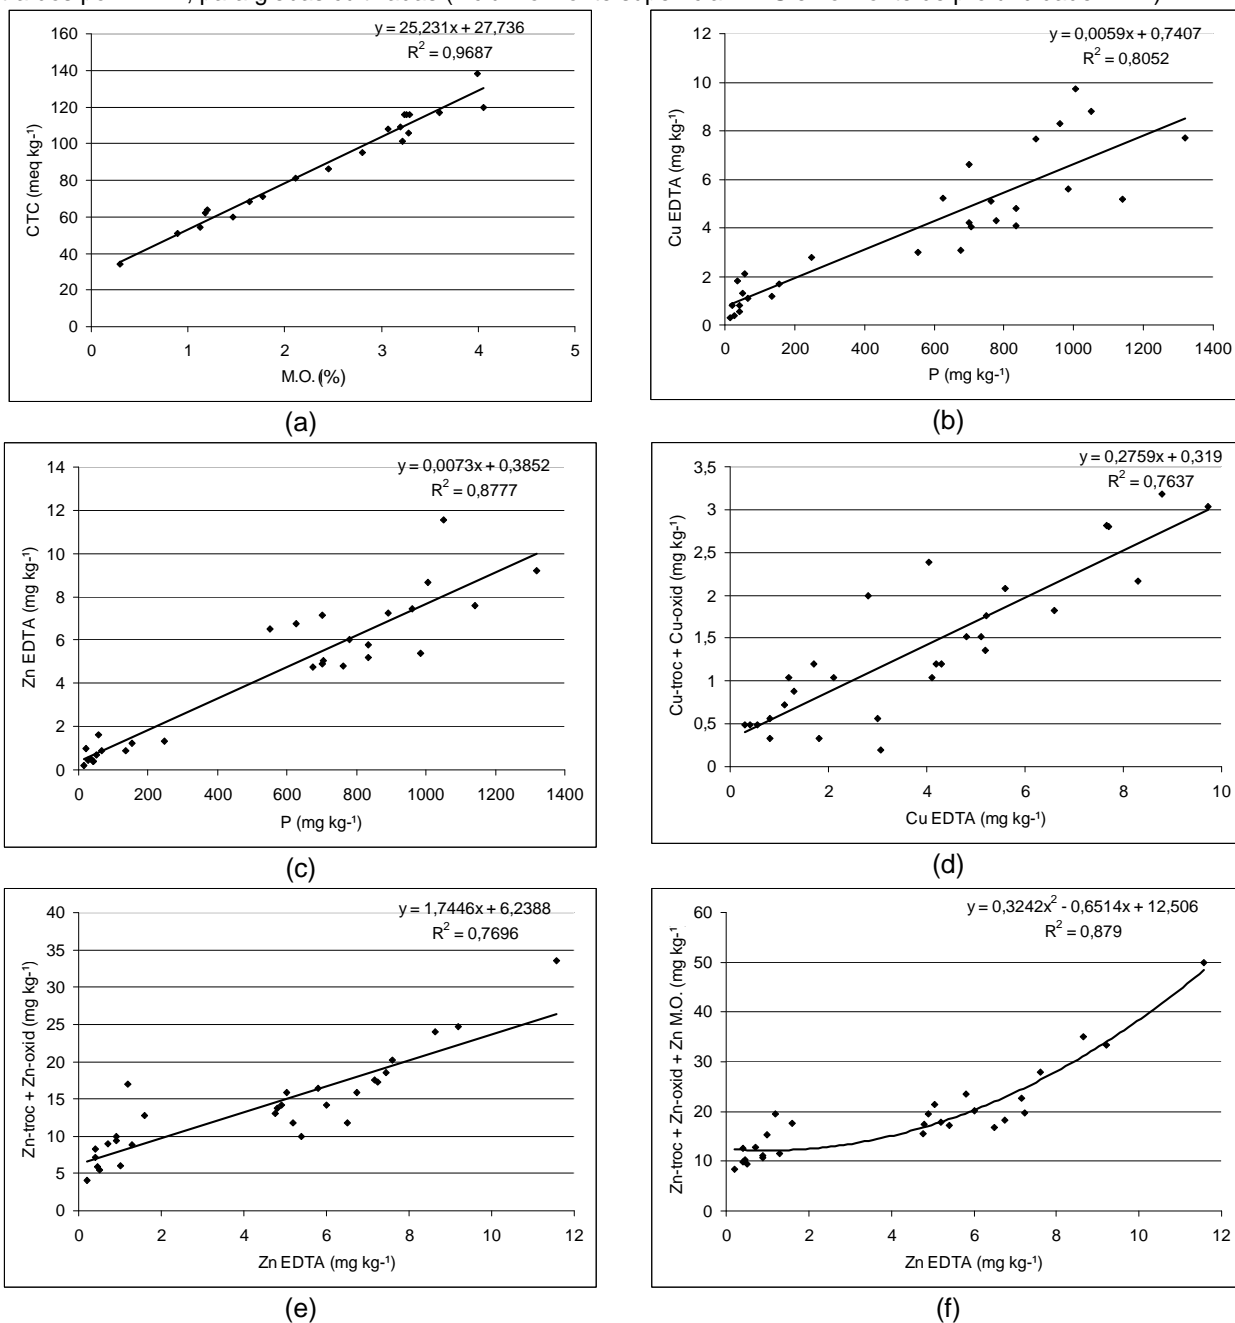 y = 25,231x + 27,736
R² = 0,9687
160
140
120
100
80
60
40
20
0
CTC (meq kg-¹)
0 1 2 3 4 5
M.O. (%)
(a)
y = 0,0059x + 0,7407
R² = 0,8052
12
10
8
6
4
2
0
Cu EDTA (mg kg-¹)
0 200 400 600 800 1000 1200 1400
P (mg kg-¹)
(b)
y = 0,0073x + 0,3852
R² = 0,8777
14
12
10
8
6
4
2
0
Zn EDTA (mg kg-¹)
0 200 400 600 800 1000 1200 1400
P (mg kg-¹)
(c)
y = 0,2759x + 0,319
R² = 0,7637
3,5
3
2,5
2
1,5
1
0,5
0
Cu-troc + Cu-oxid (mg kg-¹)
0 2 4 6 8 10
Cu EDTA (mg kg-¹)
(d)
y = 1,7446x + 6,2388
R² = 0,7696
40
35
30
25
20
15
10
5
0
Zn-troc + Zn-oxid (mg kg-¹)
0 2 4 6 8 10 12
Zn EDTA (mg kg-¹)
(e)
y = 0,3242x² - 0,6514x + 12,506
R² = 0,879
60
50
40
30
20
10
0
Zn-troc + Zn-oxid + Zn M.O. (mg kg-¹)
0 2 4 6 8 10 12
Zn EDTA (mg kg-¹)
(f)